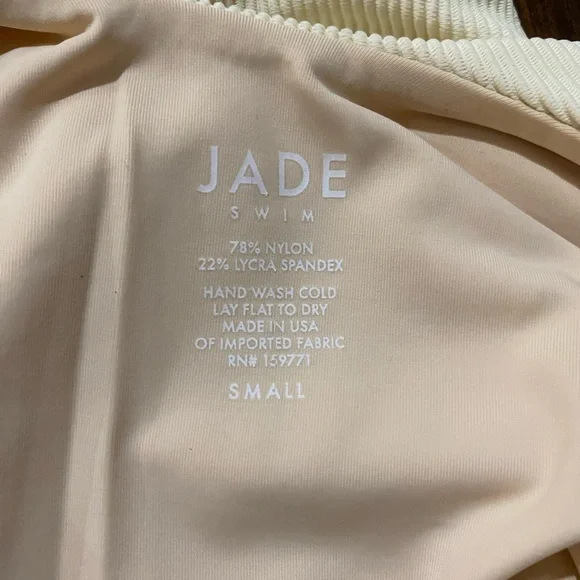 JADE
SWIM
78% NYLON
22% LYCRA SPANDEX
HAND WASH COLD
LAY FLAT TO DRY
MADE IN USA
OF IMPORTED FABRIC
RN# 159771
SMALL